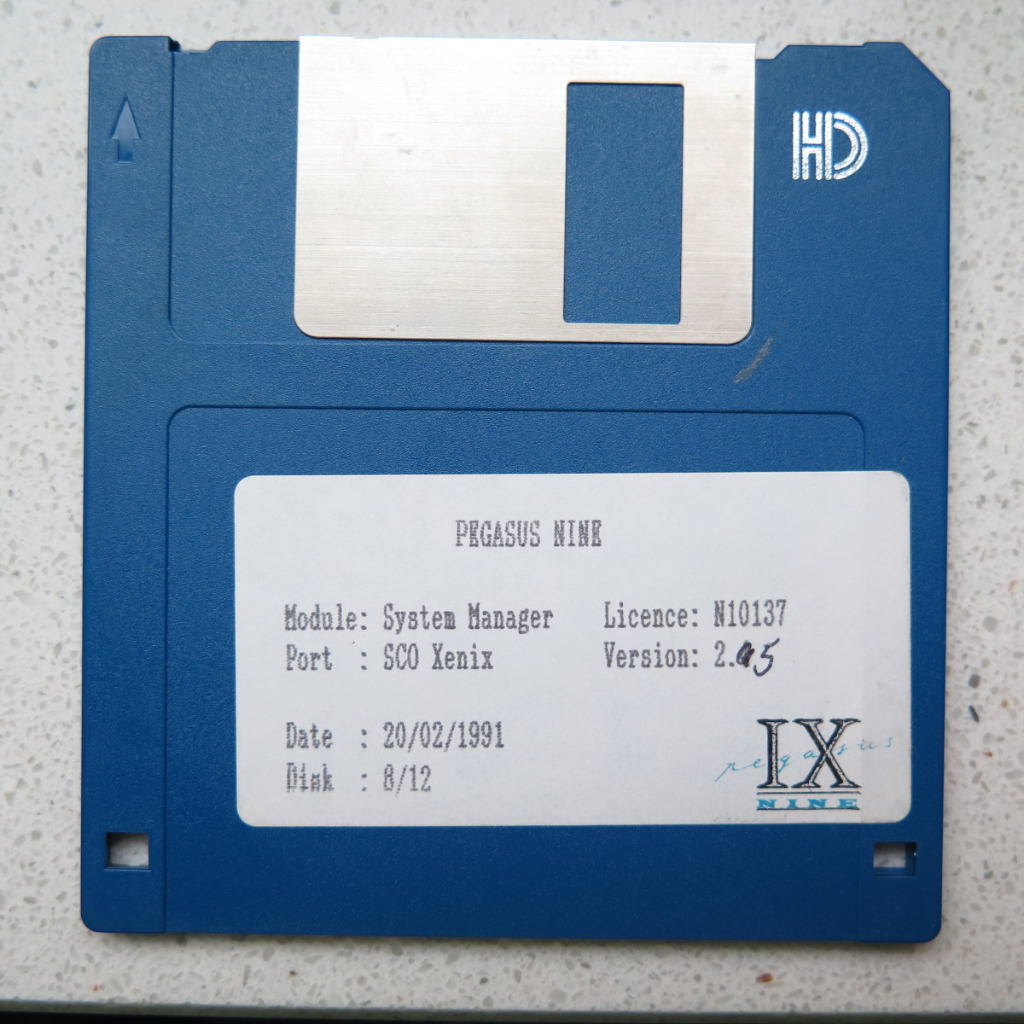 HD
PEGASUS NINE
Module: System Manager Licence: N10137
Port : SCO Xenix Version: 2.45
Date : 20/02/1991
Disk : 8/12
IX
pegasus
NINE